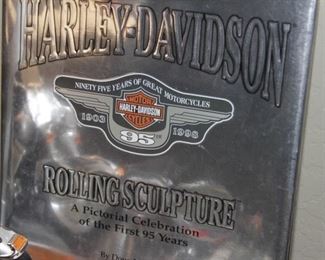 HARLEY-DAVIDSON
NINETY FIVE YEARS OF GREAT MOTORCYCLES
MOTOR
HARLEY-DAVIDSON
CYCLES
1903 95TH 1998
ROLLING SCULPTURE
A Pictorial Celebration
of the First 95 Years
By